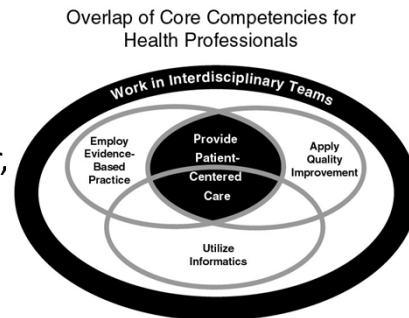 Overlap of Core Competencies for
Health Professionals
Work in Interdisciplinary Teams
Employ
Evidence-
Based
Practice
Provide
Patient-
Centered
Care
Apply
Quality
Improvement
Utilize
Informatics